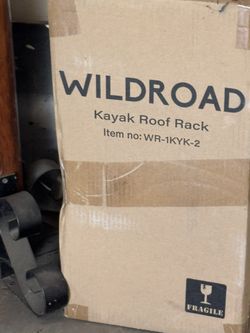 WILDROAD
Kayak Roof Rack
Item no: WR-1KYK-2
FRAGILE